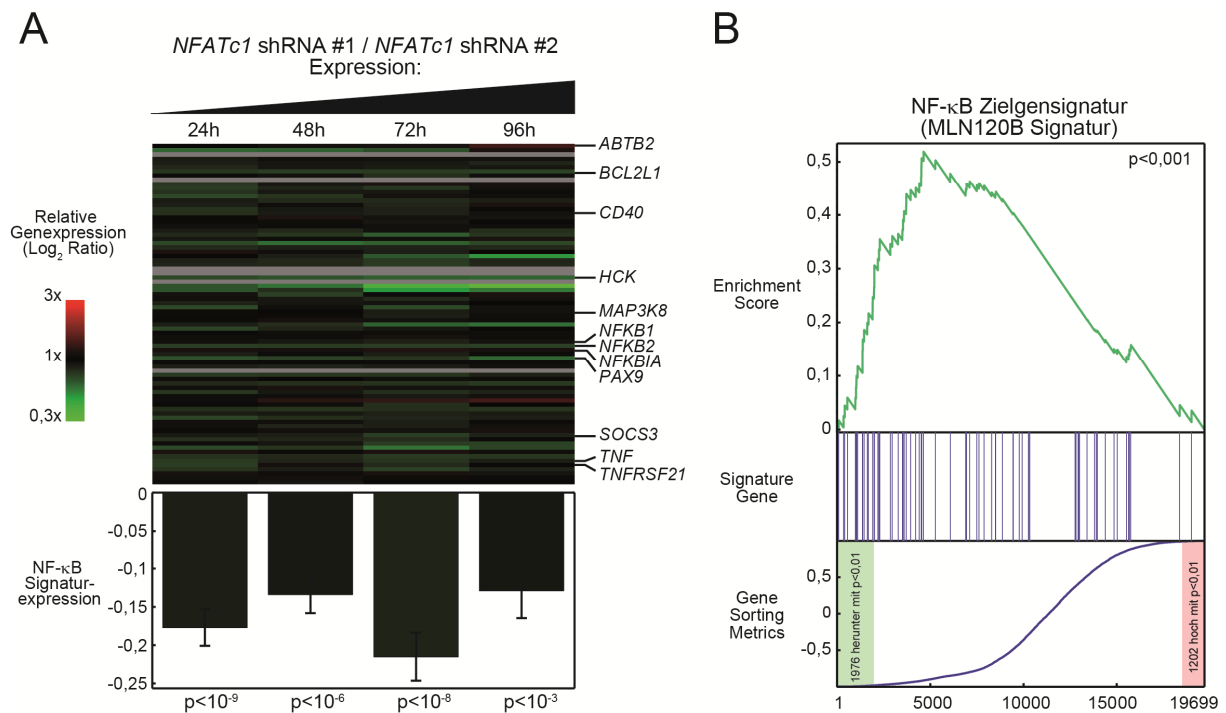 A
NFATc1 shRNA #1 / NFATc1 shRNA #2
Expression:
24h 48h 72h 96h
ABTB2
BCL2L1
CD40
HCK
MAP3K8
NFKB1
NFKB2
NFKBIA
PAX9
SOCS3
TNF
TNFRSF21
Relative
Genexpression
(Log₂ Ratio)
3x
1x
0,3x
NF-κB
Signatur-
expression
0
-0,05
-0,1
-0,15
-0,2
-0,25
p<10⁻⁹ p<10⁻⁶ p<10⁻⁸ p<10⁻³
B
NF-κB Zielgensignatur
(MLN120B Signatur)
p<0,001
Enrichment
Score
0,5
0,4
0,3
0,2
0,1
0
Signature
Gene
Gene
Sorting
Metrics
0,5
0
-0,5
1976 herunter mit p<0,01
1202 hoch mit p<0,01
1 5000 10000 15000 19699